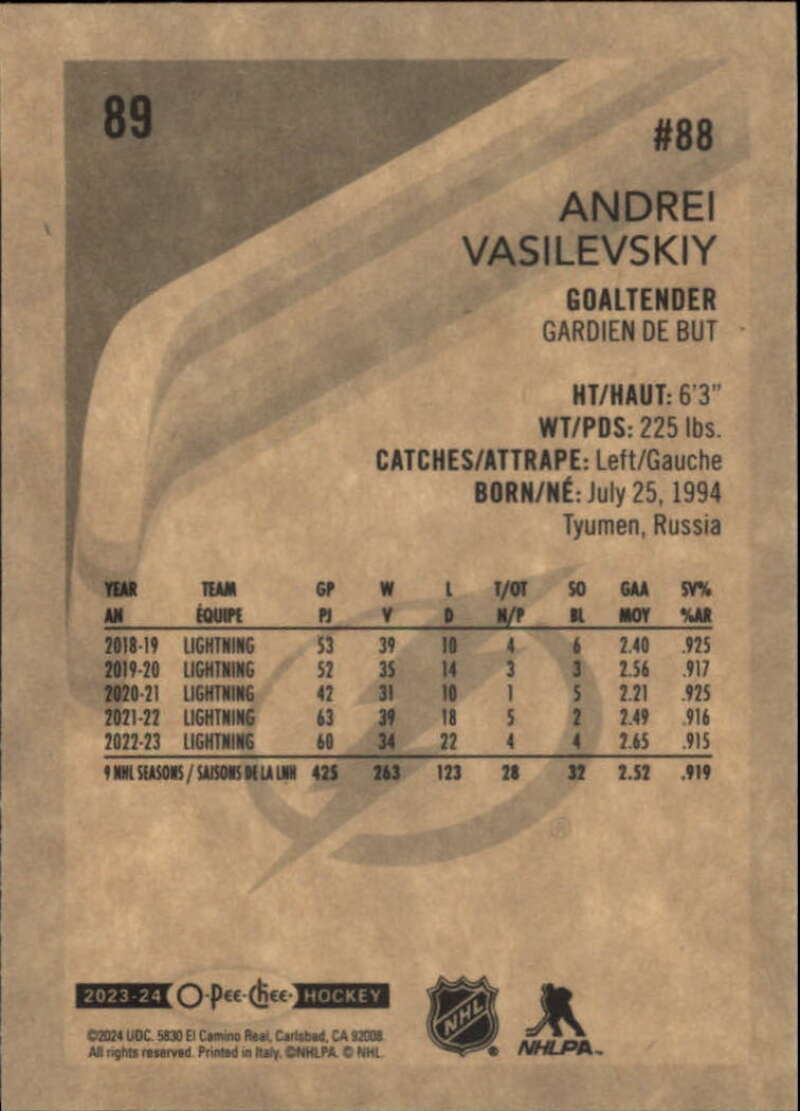 89
#88
ANDREI
VASILEVSKIY
GOALTENDER
GARDIEN DE BUT
HT/HAUT: 6'3"
WT/PDS: 225 lbs.
CATCHES/ATTRAPE: Left/Gauche
BORN/NÉ: July 25, 1994
Tyumen, Russia
YEAR TEAM GP W L T/OT SO GAA SV%
AN ÉQUIPE PJ V D N/P BL MOY %AR
2018-19 LIGHTNING 53 39 10 4 6 2.40 .925
2019-20 LIGHTNING 52 35 14 3 3 2.56 .917
2020-21 LIGHTNING 42 31 10 1 5 2.21 .925
2021-22 LIGHTNING 63 39 18 5 2 2.49 .916
2022-23 LIGHTNING 60 34 22 4 4 2.65 .915
9 NHL SEASONS / SAISONS DE LA LNH 425 263 123 28 32 2.52 .919
®
2023-24 O-Pee-Chee HOCKEY
©2024 UDC. 5830 El Camino Real, Carlsbad, CA 92008
All rights reserved. Printed in Italy. ©NHLPA. © NHL
NHL ®
NHLPA™